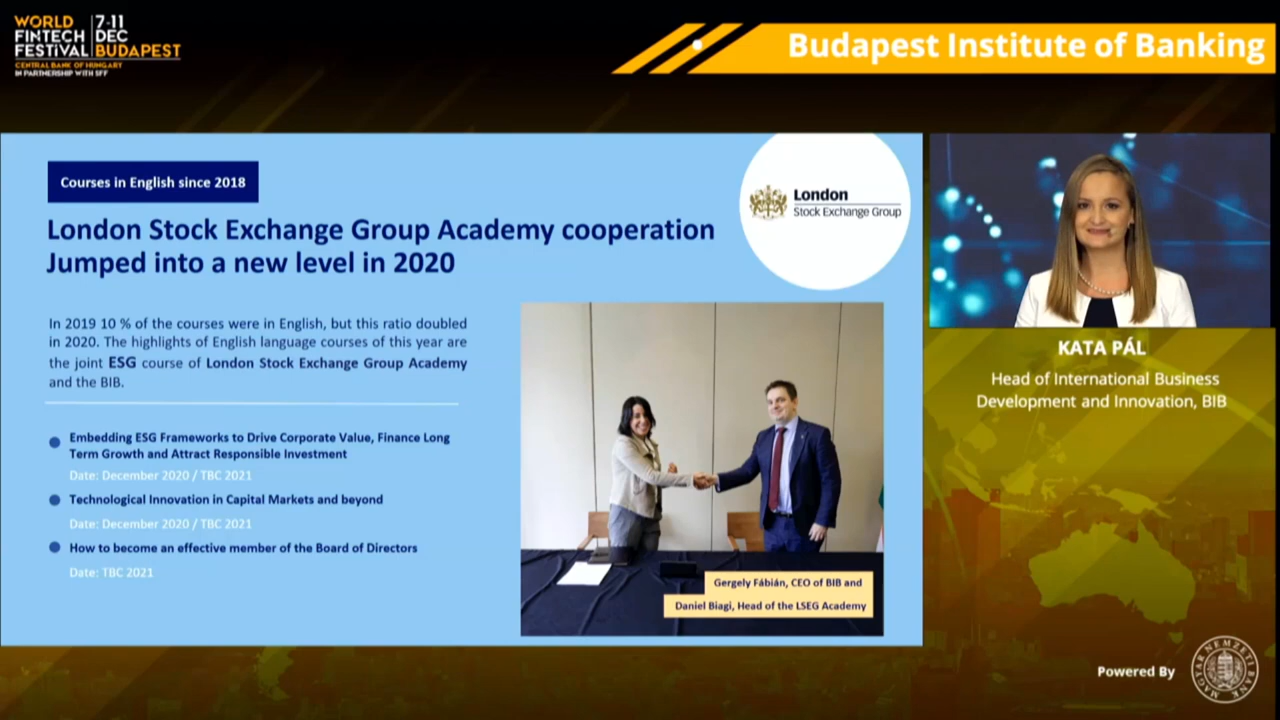 WORLD
FINTECH
FESTIVAL
7-11
DEC
BUDAPEST
CENTRAL BANK OF HUNGARY
IN PARTNERSHIP WITH SFF
Budapest Institute of Banking
Courses in English since 2018
London Stock Exchange Group Academy cooperation
Jumped into a new level in 2020
London
Stock Exchange Group
In 2019 10 % of the courses were in English, but this ratio doubled
in 2020. The highlights of English language courses of this year are
the joint ESG course of London Stock Exchange Group Academy
and the BIB.
Embedding ESG Frameworks to Drive Corporate Value, Finance Long
Term Growth and Attract Responsible Investment
Date: December 2020 / TBC 2021
Technological Innovation in Capital Markets and beyond
Date: December 2020 / TBC 2021
How to become an effective member of the Board of Directors
Date: TBC 2021
Gergely Fábián, CEO of BIB and
Daniel Biagi, Head of the LSEG Academy
KATA PÁL
Head of International Business
Development and Innovation, BIB
Powered By
MAGYAR NEMZETI BANK